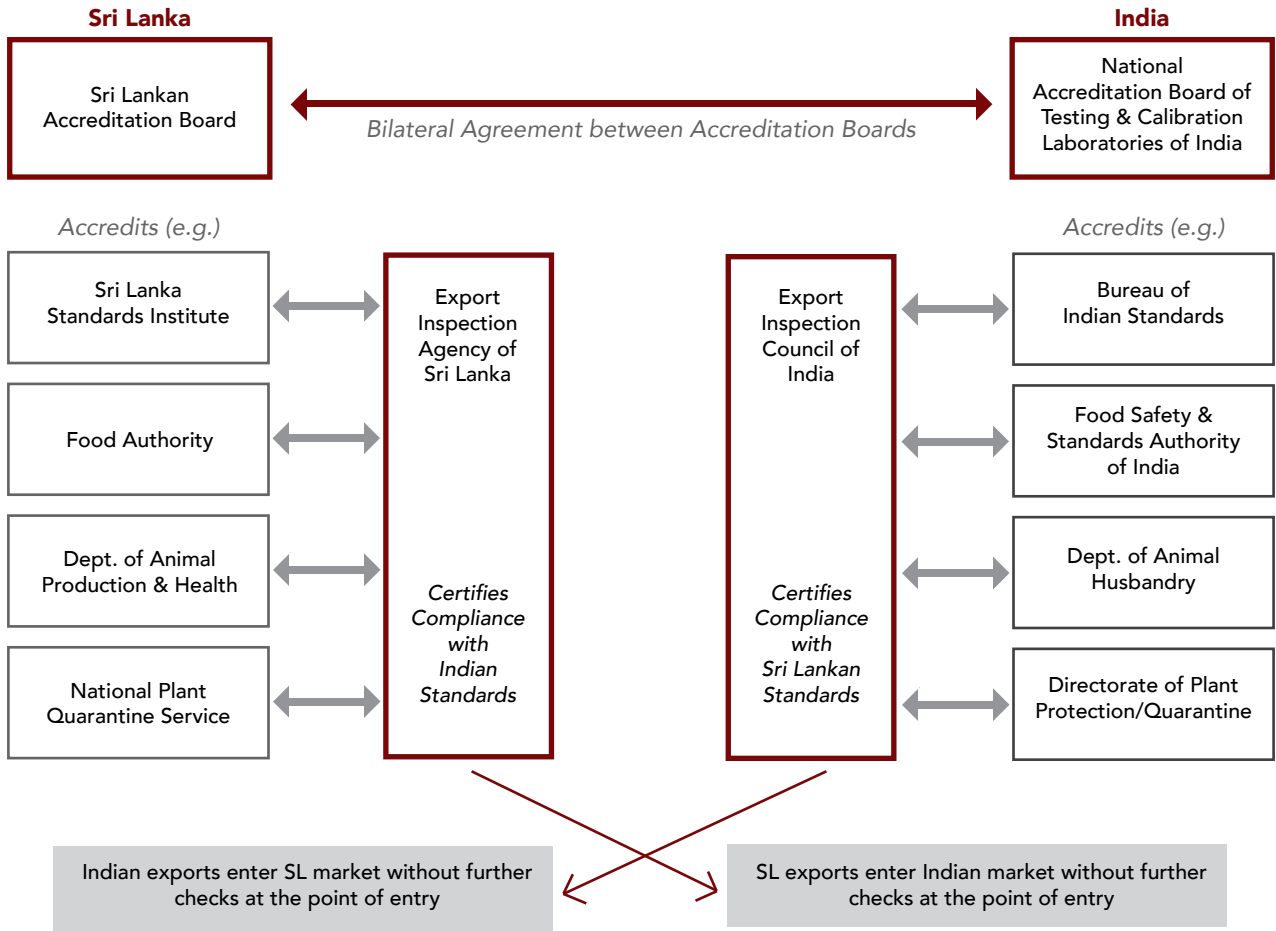 Sri Lanka
India
Sri Lankan
Accreditation Board
Bilateral Agreement between Accreditation Boards
National
Accreditation Board of
Testing & Calibration
Laboratories of India
Accredits (e.g.)
Sri Lanka
Standards Institute
Food Authority
Dept. of Animal
Production & Health
National Plant
Quarantine Service
Export
Inspection
Agency of
Sri Lanka
Certifies
Compliance
with
Indian
Standards
Export
Inspection
Council of
India
Certifies
Compliance
with
Sri Lankan
Standards
Accredits (e.g.)
Bureau of
Indian Standards
Food Safety &
Standards Authority
of India
Dept. of Animal
Husbandry
Directorate of Plant
Protection/Quarantine
Indian exports enter SL market without further
checks at the point of entry
SL exports enter Indian market without further
checks at the point of entry